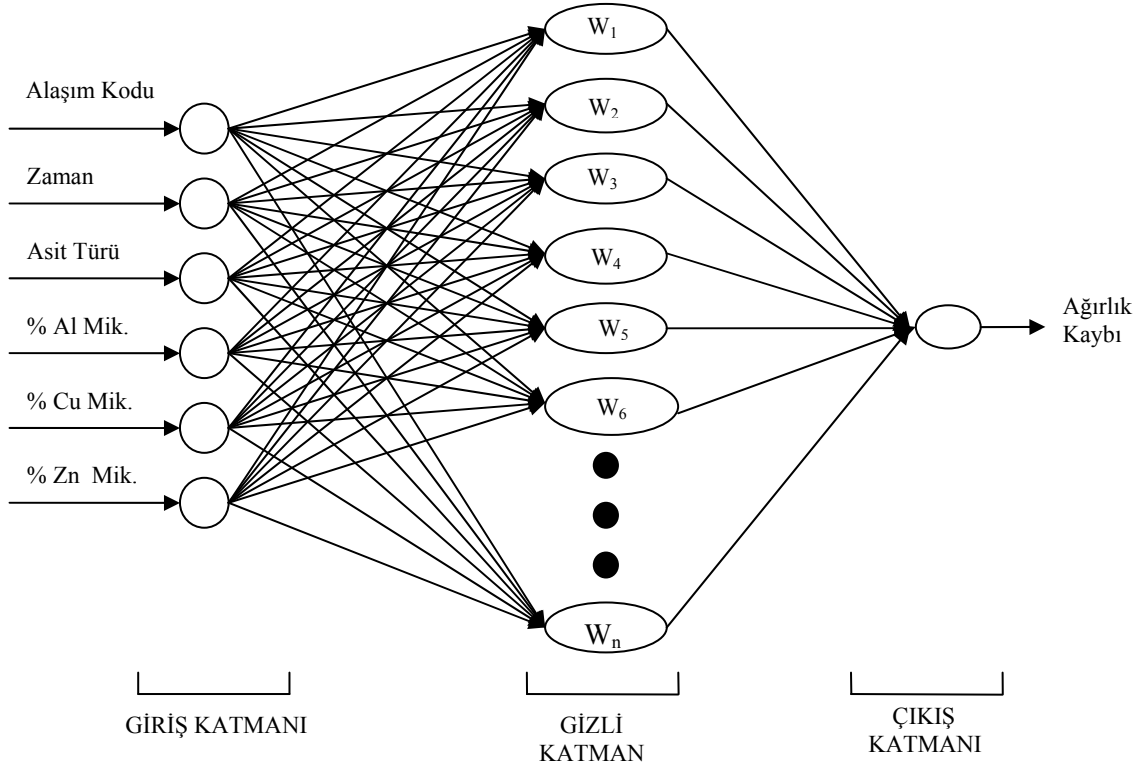 Alaşım Kodu
Zaman
Asit Türü
% Al Mik.
% Cu Mik.
% Zn Mik.
W₁
W₂
W₃
W₄
W₅
W₆
Wₙ
Ağırlık
Kaybı
GİRİŞ KATMANI
GİZLİ
KATMAN
ÇIKIŞ
KATMANI